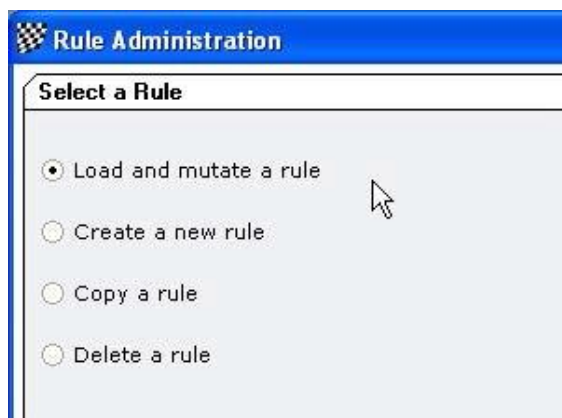 Rule Administration
Select a Rule
Load and mutate a rule
Create a new rule
Copy a rule
Delete a rule